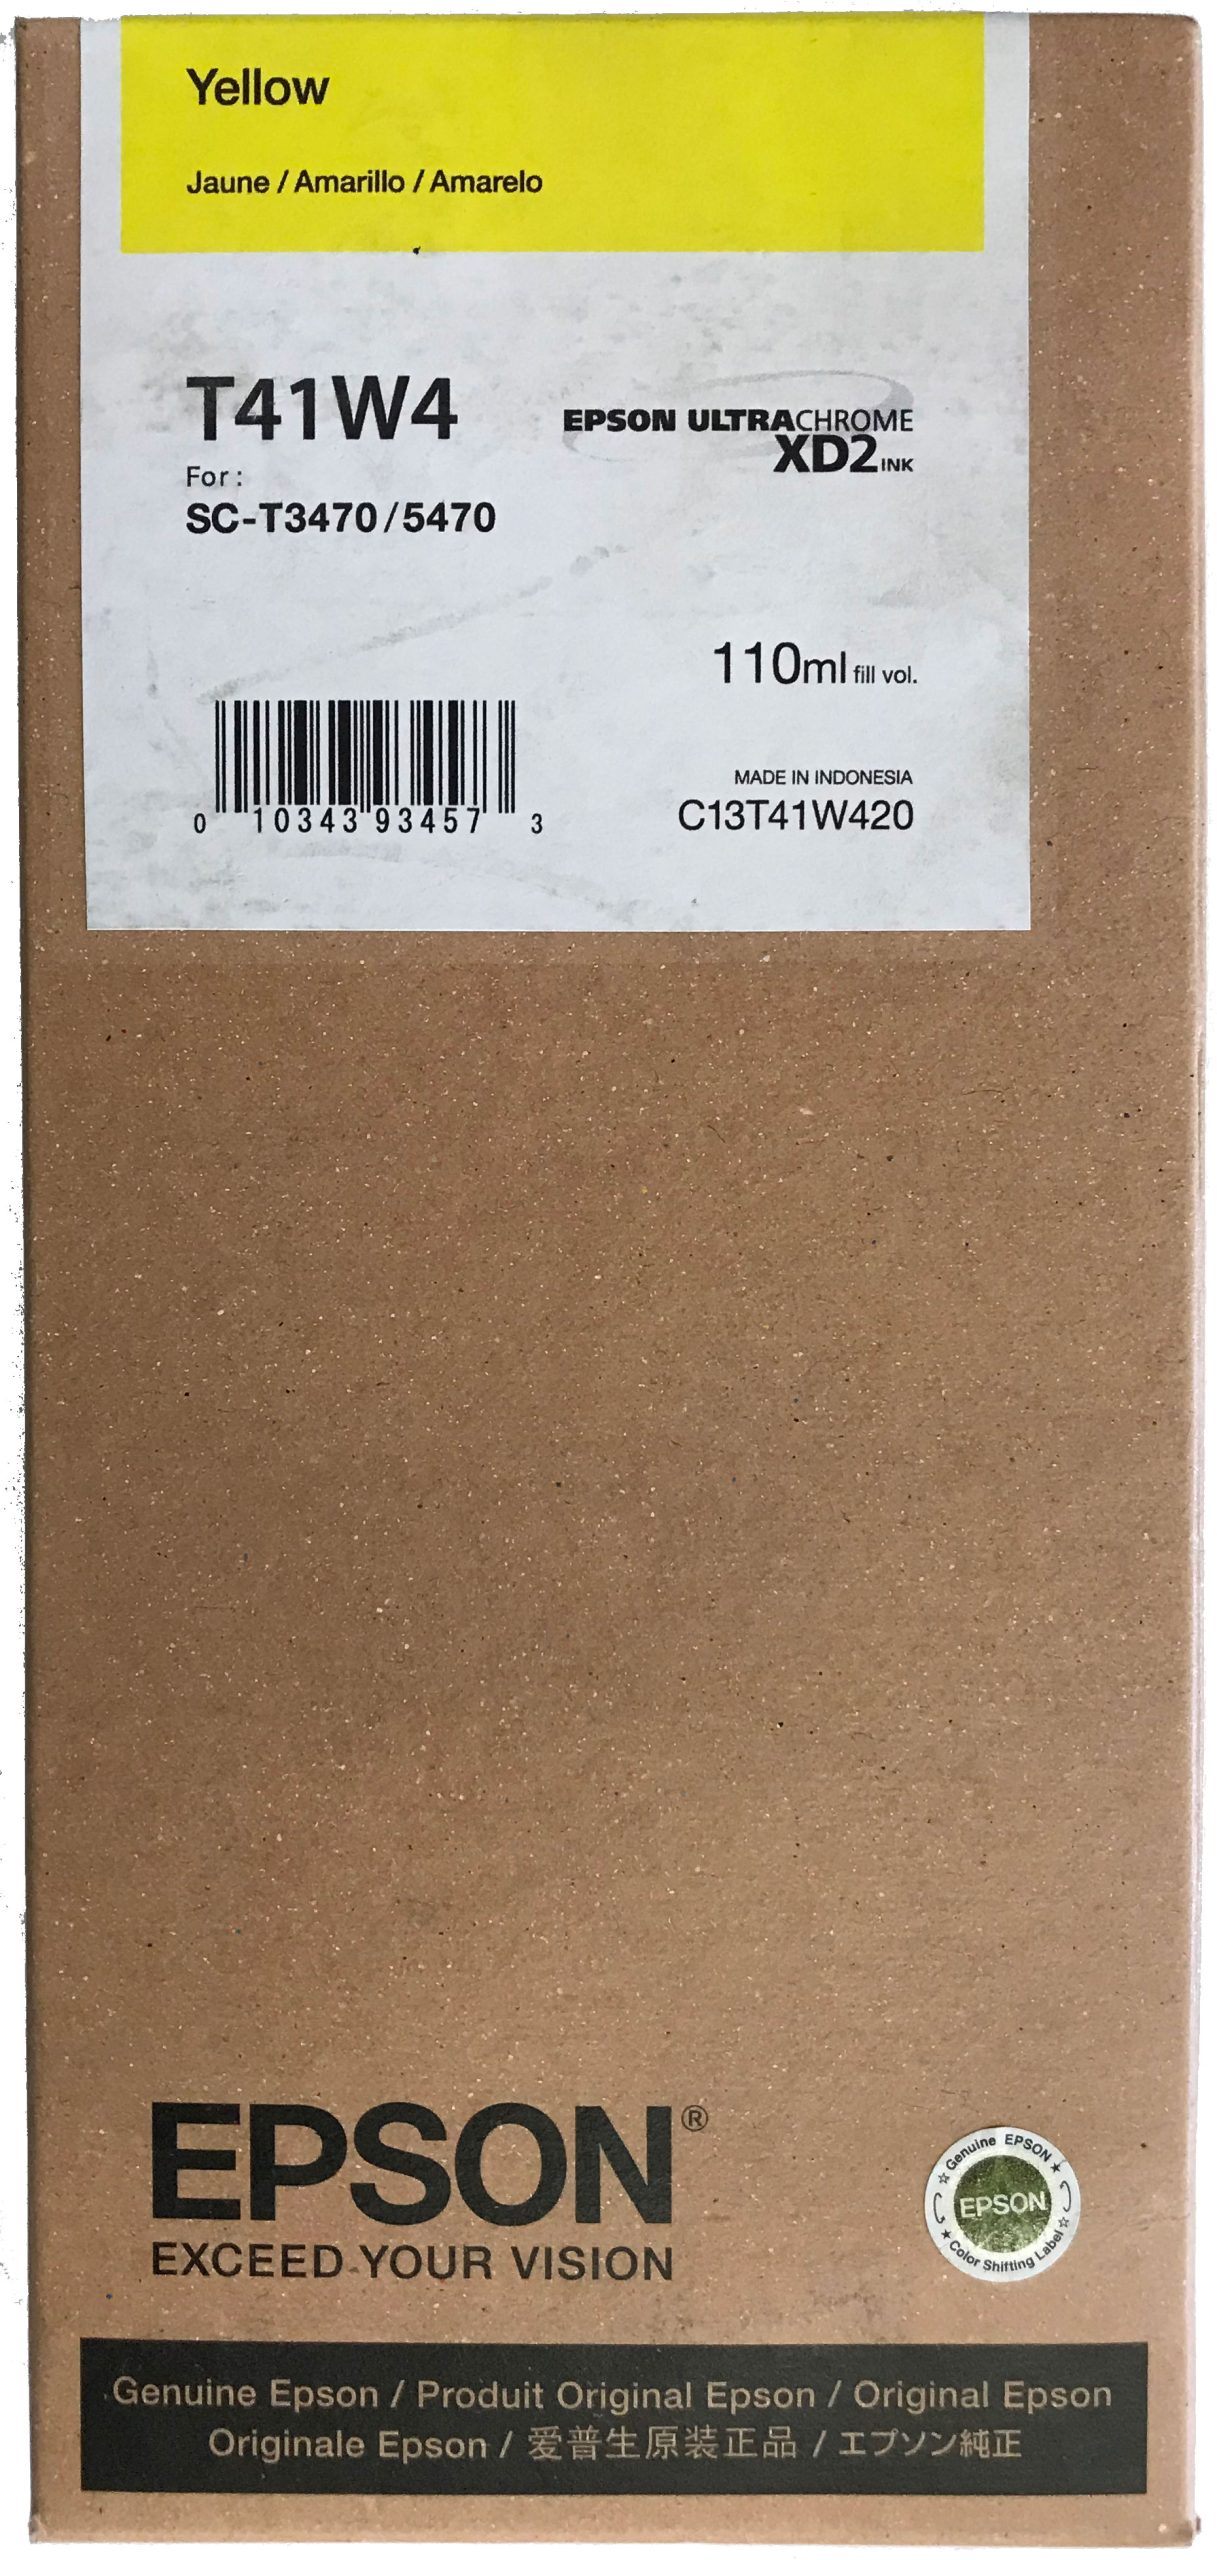 Yellow
Jaune / Amarillo / Amarelo
T41W4
For :
SC-T3470/5470
EPSON ULTRACHROME
XD2 INK
110ml fill vol.
0 10343 93457 3
MADE IN INDONESIA
C13T41W420
EPSON®
EXCEED YOUR VISION
Genuine EPSON
EPSON
Color Shifting Label
Genuine Epson / Produit Original Epson / Original Epson
Originale Epson / 爱普生原装正品 / エプソン純正